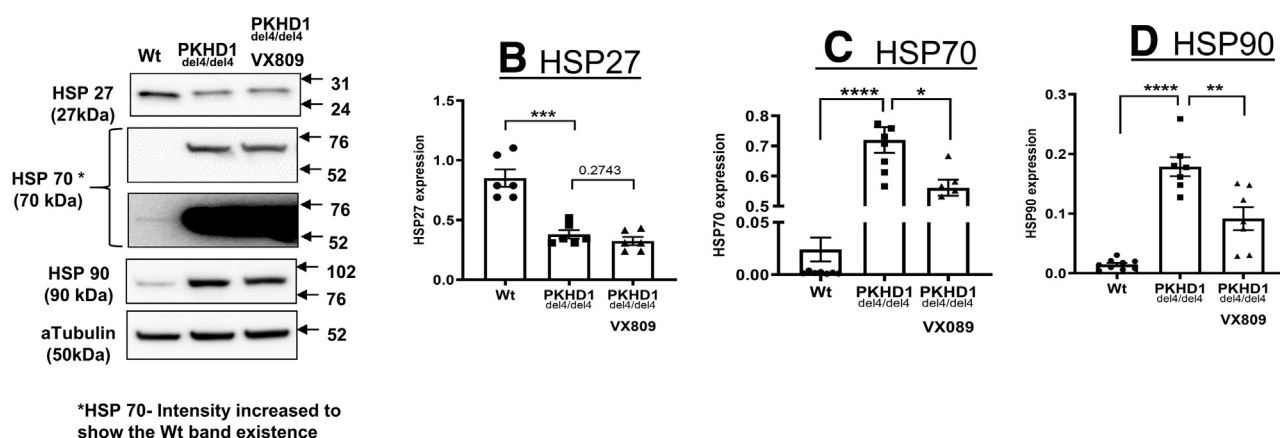 Wt
PKHD1
del4/del4
PKHD1
del4/del4
VX809
HSP 27
(27kDa)
31
24
HSP 70 *
(70 kDa)
76
52
76
52
HSP 90
(90 kDa)
102
76
aTubulin
(50kDa)
52
*HSP 70- Intensity increased to
show the Wt band existence
B HSP27
HSP27 expression
1.5
1.0
0.5
0.0
***
0.2743
Wt
PKHD1
del4/del4
PKHD1
del4/del4
VX809
C HSP70
HSP70 expression
0.8
0.7
0.6
0.5
0.05
0.00
****
*
Wt
PKHD1
del4/del4
PKHD1
del4/del4
VX089
D HSP90
HSP90 expression
0.3
0.2
0.1
0.0
****
**
Wt
PKHD1
del4/del4
PKHD1
del4/del4
VX809